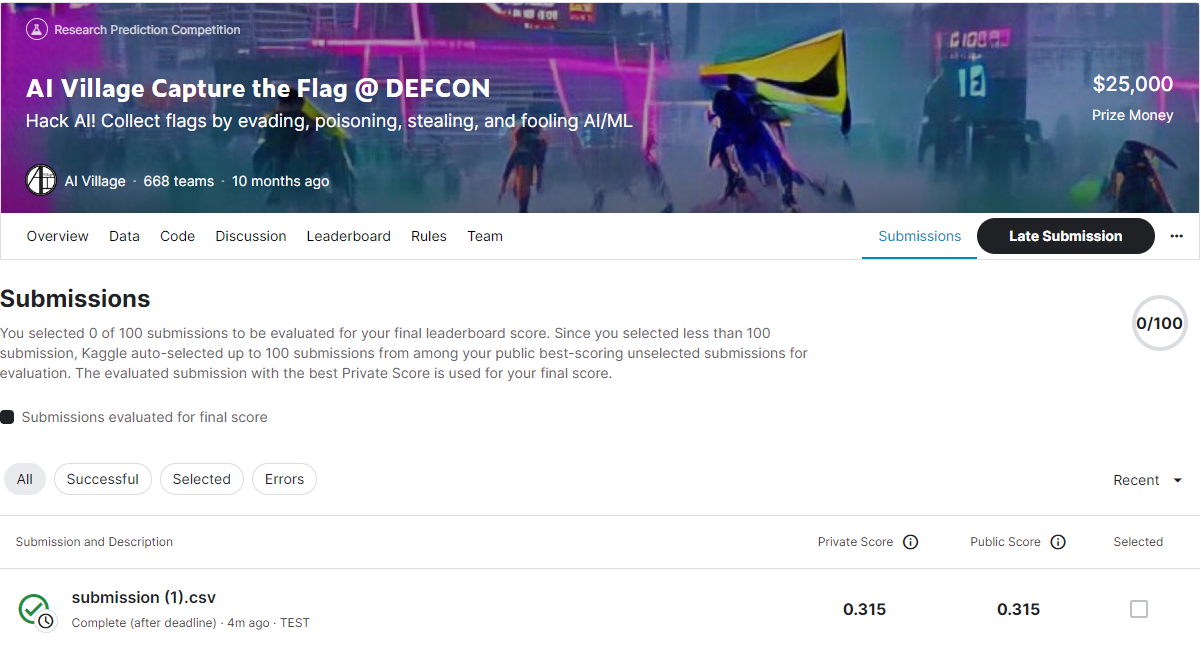 Research Prediction Competition
AI Village Capture the Flag @ DEFCON
$25,000
Hack AI! Collect flags by evading, poisoning, stealing, and fooling AI/ML
Prize Money
AI Village · 668 teams · 10 months ago
Overview Data Code Discussion Leaderboard Rules Team Submissions Late Submission ...
Submissions
0/100
You selected 0 of 100 submissions to be evaluated for your final leaderboard score. Since you selected less than 100
submission, Kaggle auto-selected up to 100 submissions from among your public best-scoring unselected submissions for
evaluation. The evaluated submission with the best Private Score is used for your final score.
Submissions evaluated for final score
All Successful Selected Errors Recent
Submission and Description Private Score Public Score Selected
submission (1).csv
0.315 0.315
Complete (after deadline) · 4m ago · TEST